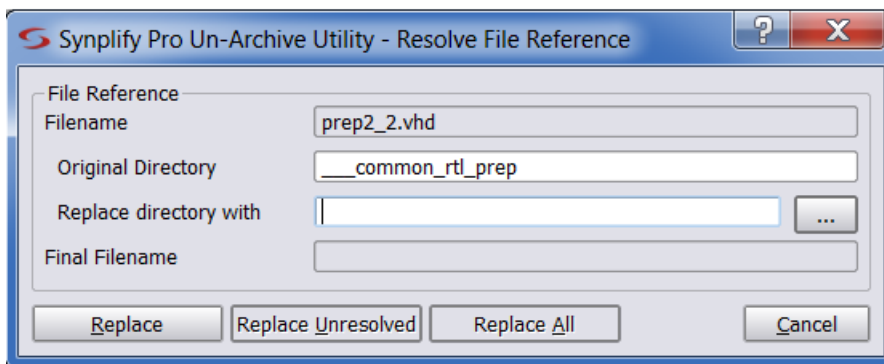 Synplify Pro Un-Archive Utility - Resolve File Reference
File Reference
Filename prep2_2.vhd
Original Directory ___common_rtl_prep
Replace directory with ...
Final Filename
Replace Replace Unresolved Replace All Cancel